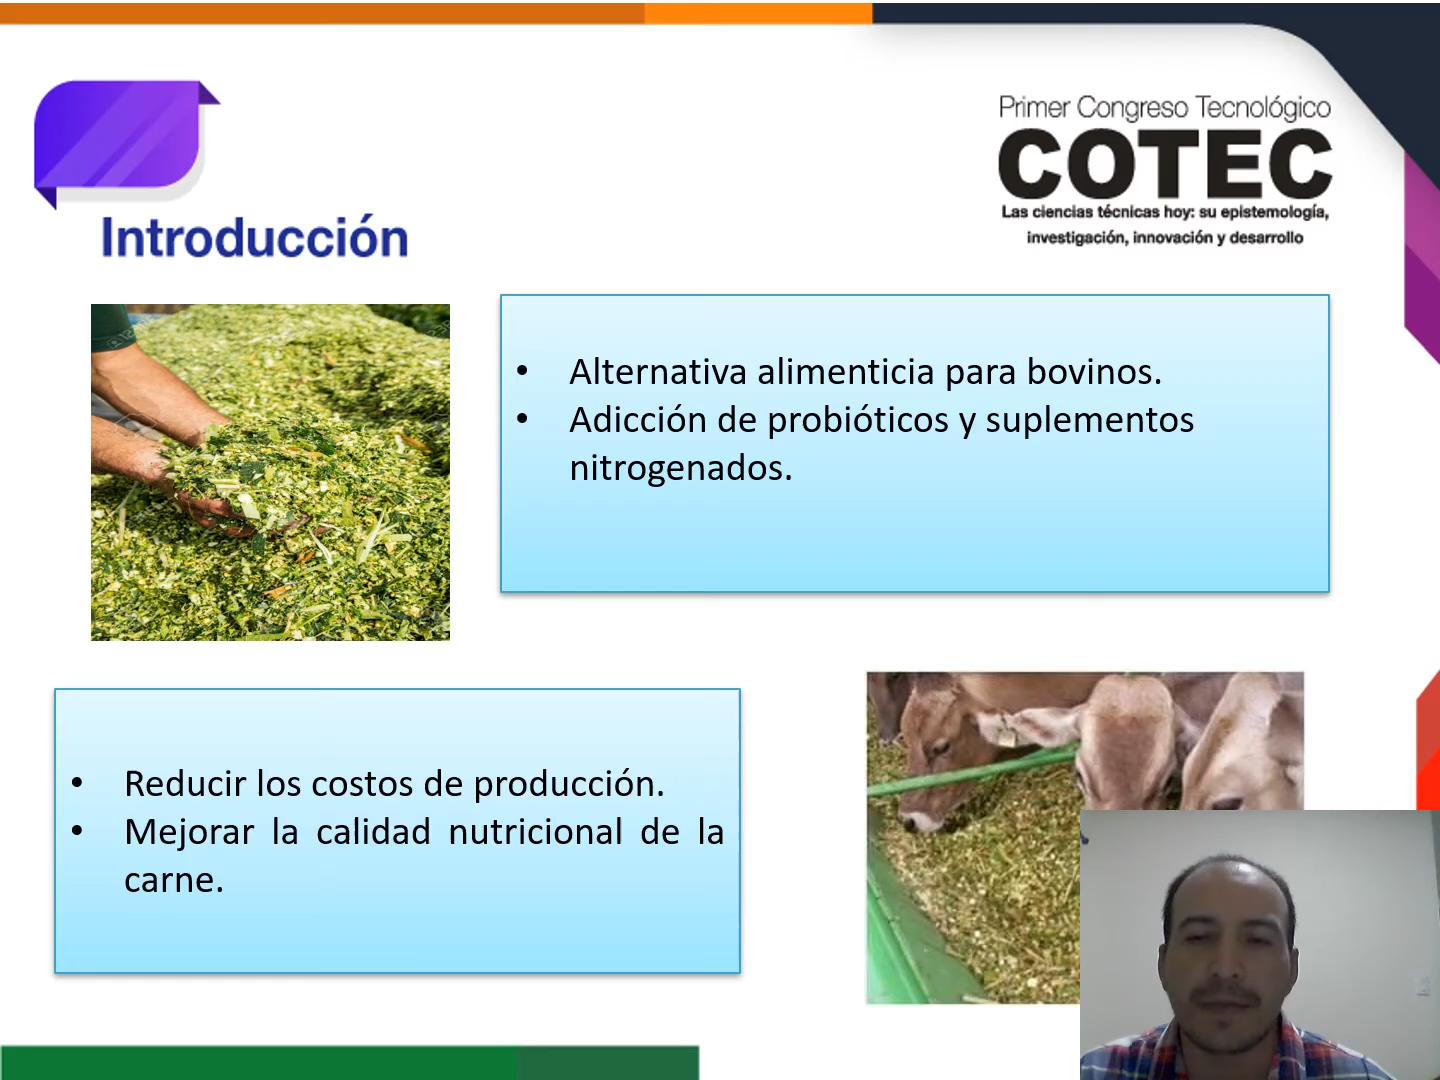 Primer Congreso Tecnológico
COTEC
Las ciencias técnicas hoy: su epistemología,
investigación, innovación y desarrollo
Introducción
• Alternativa alimenticia para bovinos.
• Adicción de probióticos y suplementos
nitrogenados.
• Reducir los costos de producción.
• Mejorar la calidad nutricional de la
carne.